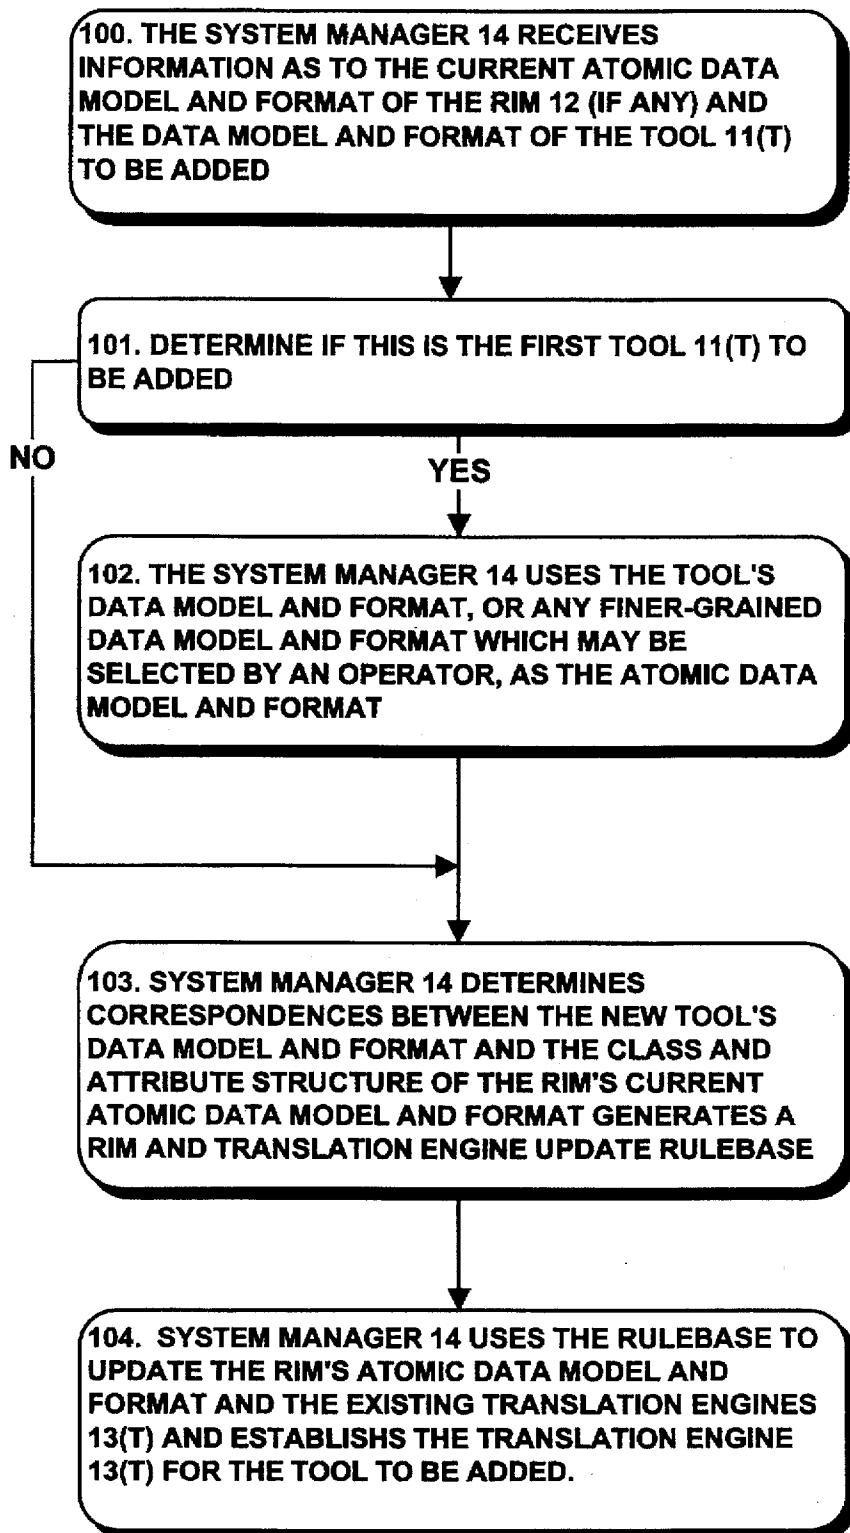 100. THE SYSTEM MANAGER 14 RECEIVES
INFORMATION AS TO THE CURRENT ATOMIC DATA
MODEL AND FORMAT OF THE RIM 12 (IF ANY) AND
THE DATA MODEL AND FORMAT OF THE TOOL 11(T)
TO BE ADDED
101. DETERMINE IF THIS IS THE FIRST TOOL 11(T) TO
BE ADDED
NO
YES
102. THE SYSTEM MANAGER 14 USES THE TOOL'S
DATA MODEL AND FORMAT, OR ANY FINER-GRAINED
DATA MODEL AND FORMAT WHICH MAY BE
SELECTED BY AN OPERATOR, AS THE ATOMIC DATA
MODEL AND FORMAT
103. SYSTEM MANAGER 14 DETERMINES
CORRESPONDENCES BETWEEN THE NEW TOOL'S
DATA MODEL AND FORMAT AND THE CLASS AND
ATTRIBUTE STRUCTURE OF THE RIM'S CURRENT
ATOMIC DATA MODEL AND FORMAT GENERATES A
RIM AND TRANSLATION ENGINE UPDATE RULEBASE
104. SYSTEM MANAGER 14 USES THE RULEBASE TO
UPDATE THE RIM'S ATOMIC DATA MODEL AND
FORMAT AND THE EXISTING TRANSLATION ENGINES
13(T) AND ESTABLISHS THE TRANSLATION ENGINE
13(T) FOR THE TOOL TO BE ADDED.